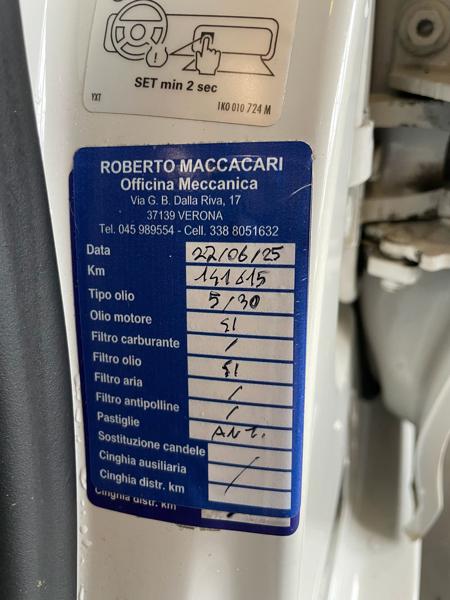 SET min 2 sec
YXT
1K0 010 724 M
ROBERTO MACCACARI
Officina Meccanica
Via G. B. Dalla Riva, 17
37139 VERONA
Tel. 045 989554 - Cell. 338 8051632
Data 22/06/25
Km 141615
Tipo olio 5/30
Olio motore SI
Filtro carburante /
Filtro olio SI
Filtro aria /
Filtro antipolline /
Pastiglie ANT.
Sostituzione candele
Cinghia ausiliaria /
Cinghia distr. km
Cinghia distr. km